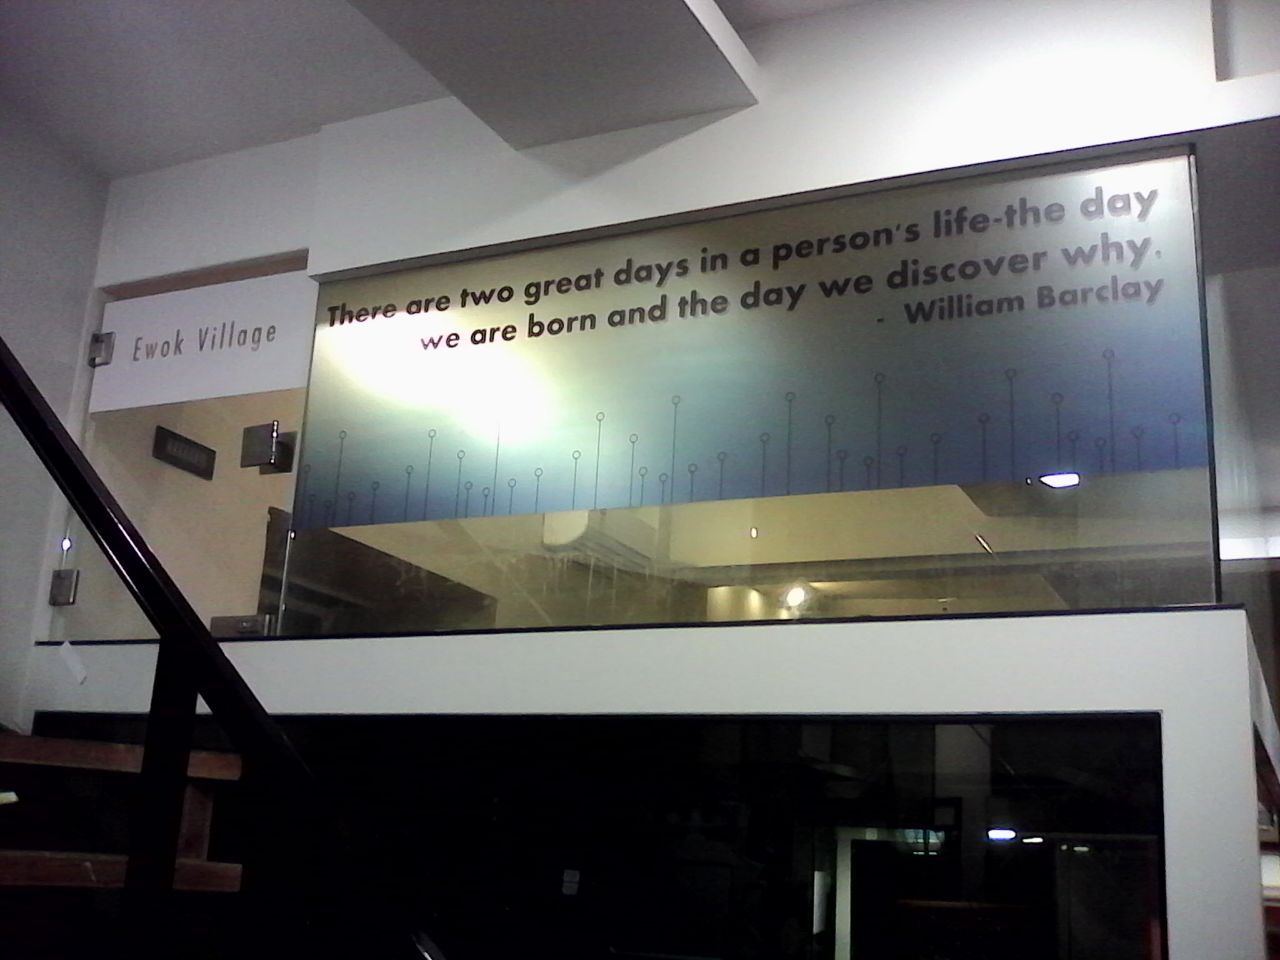 There are two great days in a person's life-the day
we are born and the day we discover why.
- William Barclay
Ewok Village